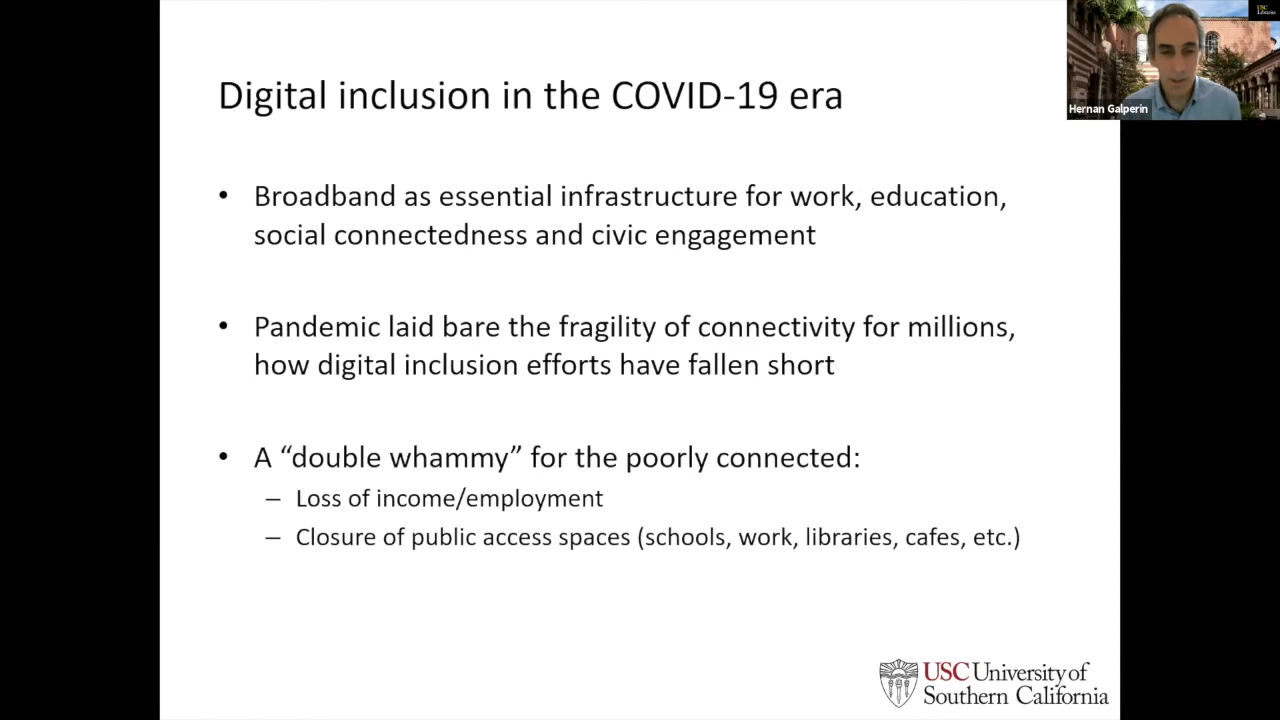 USC
Libraries
Hernan Galperin
Digital inclusion in the COVID-19 era
• Broadband as essential infrastructure for work, education,
social connectedness and civic engagement
• Pandemic laid bare the fragility of connectivity for millions,
how digital inclusion efforts have fallen short
• A “double whammy” for the poorly connected:
– Loss of income/employment
– Closure of public access spaces (schools, work, libraries, cafes, etc.)
USC University of
Southern California